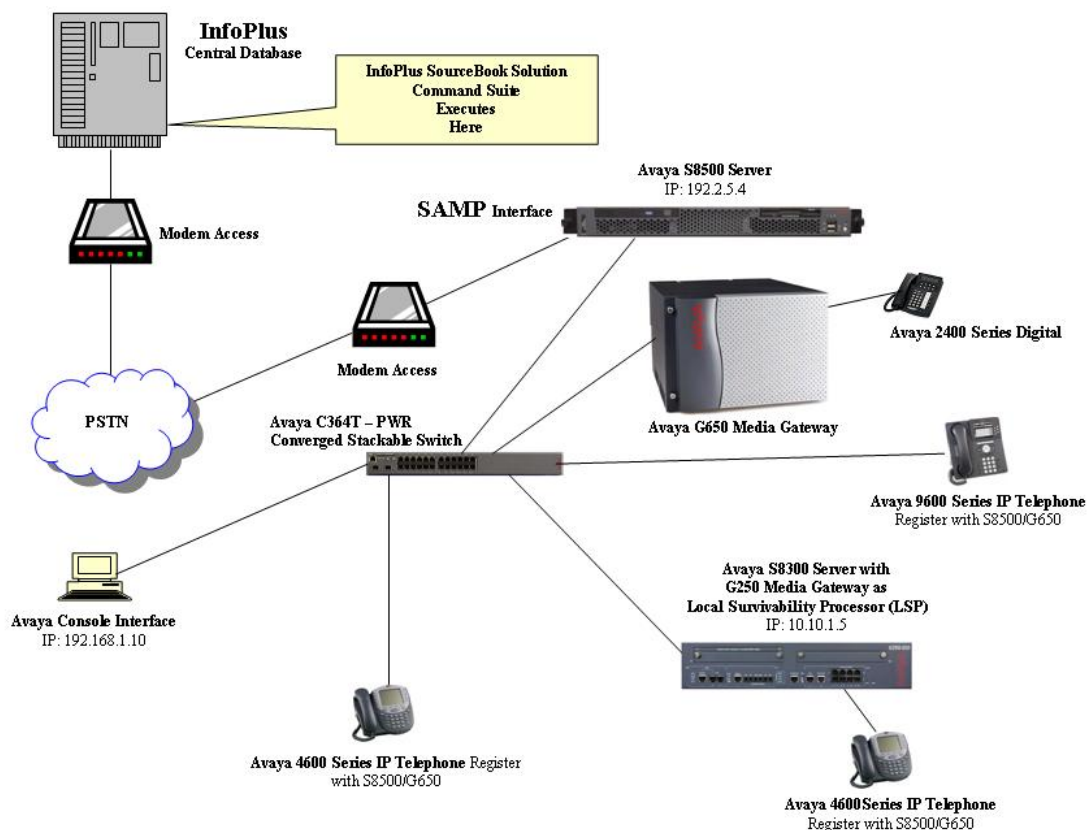 InfoPlus
Central Database
InfoPlus SourceBook Solution
Command Suite
Executes
Here
Avaya S8500 Server
IP: 192.2.5.4
SAMP Interface
Modem Access
Modem Access
Avaya 2400 Series Digital
PSTN
Avaya C364T – PWR
Converged Stackable Switch
Avaya G650 Media Gateway
Avaya 9600 Series IP Telephone
Register with S8500/G650
Avaya S8300 Server with
G250 Media Gateway as
Local Survivability Processor (LSP)
IP: 10.10.1.5
Avaya Console Interface
IP: 192.168.1.10
Avaya 4600 Series IP Telephone Register
with S8500/G650
Avaya 4600Series IP Telephone
Register with S8500/G650